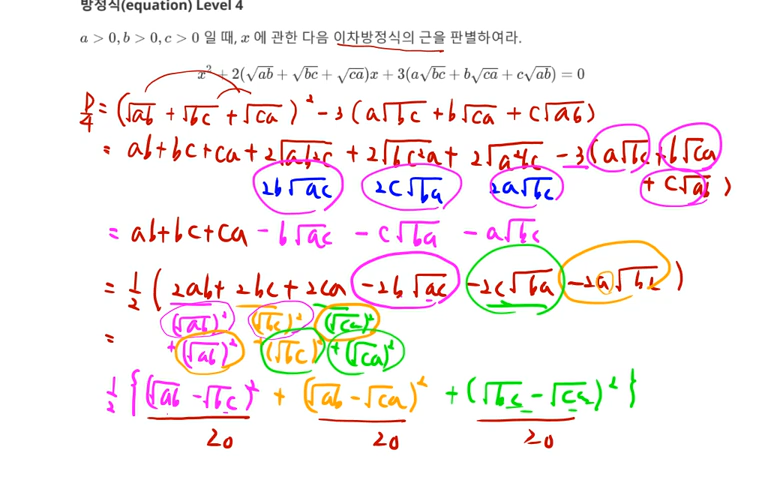 방정식(equation) Level 4
a > 0, b > 0, c > 0 일 때, x 에 관한 다음 이차방정식의 근을 판별하여라.
x² + 2(√ab + √bc + √ca)x + 3(a√bc + b√ca + c√ab) = 0
D/4 = (√ab + √bc + √ca)² - 3(a√bc + b√ca + c√ab)
= ab + bc + ca + 2√ab²c + 2√bc²a + 2√a²bc - 3(a√bc + b√ca
2b√ac 2c√ba 2a√bc + c√ab)
= ab + bc + ca - b√ac - c√ba - a√bc
= ½ (2ab + 2bc + 2ca - 2b√ac - 2c√ba - 2a√bc)
(√ab)² (√bc)² (√ca)²
= +(√ab)² +(√bc)² +(√ca)²
½ {(√ab - √bc)² + (√ab - √ca)² + (√bc - √ca)²}
≥0 ≥0 ≥0